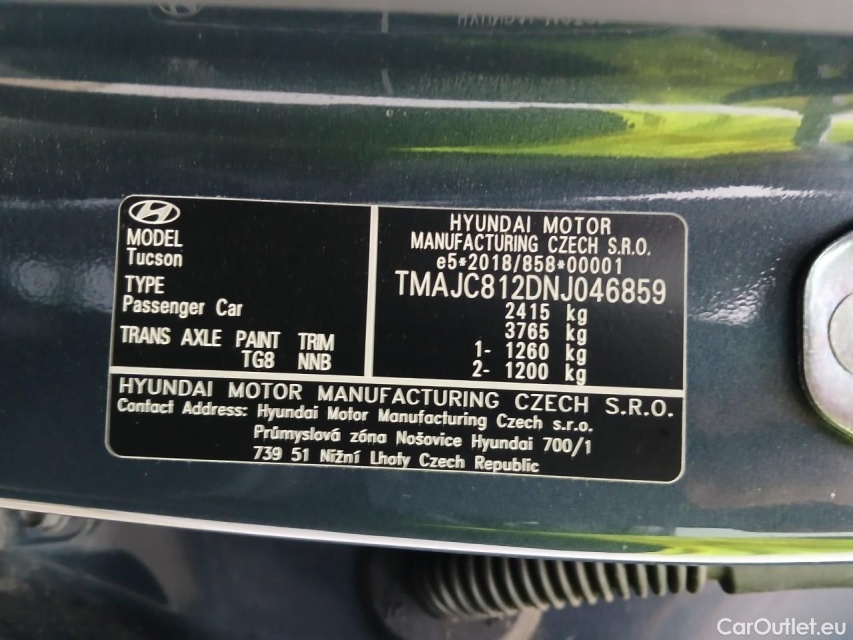 MODEL
Tucson
TYPE
Passenger Car
TRANS AXLE PAINT TRIM
TG8 NNB
HYUNDAI MOTOR
MANUFACTURING CZECH S.R.O.
e5*2018/858*00001
TMAJC812DNJ046859
2415 kg
3765 kg
1- 1260 kg
2- 1200 kg
HYUNDAI MOTOR MANUFACTURING CZECH S.R.O.
Contact Address: Hyundai Motor Manufacturing Czech s.r.o.
Průmyslová zóna Nošovice Hyundai 700/1
739 51 Nižní Lhoty Czech Republic
CarOutlet.eu